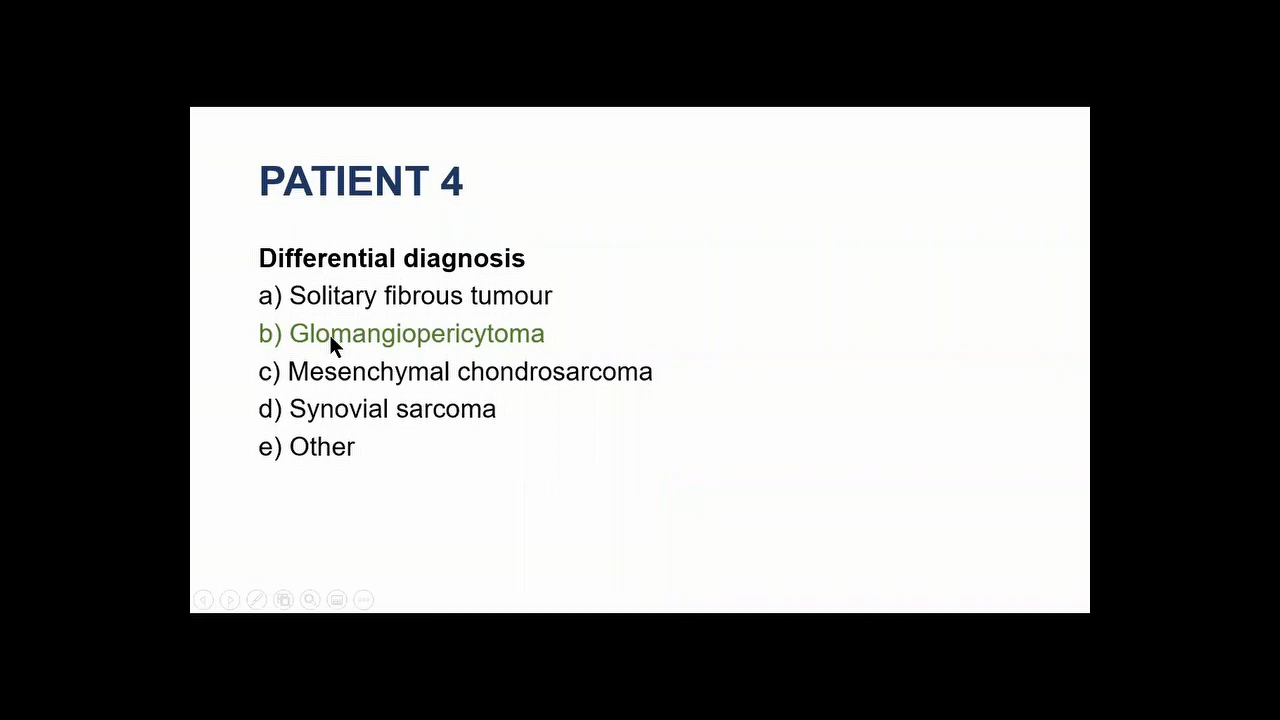 PATIENT 4
Differential diagnosis
a) Solitary fibrous tumour
b) Glomangiopericytoma
c) Mesenchymal chondrosarcoma
d) Synovial sarcoma
e) Other